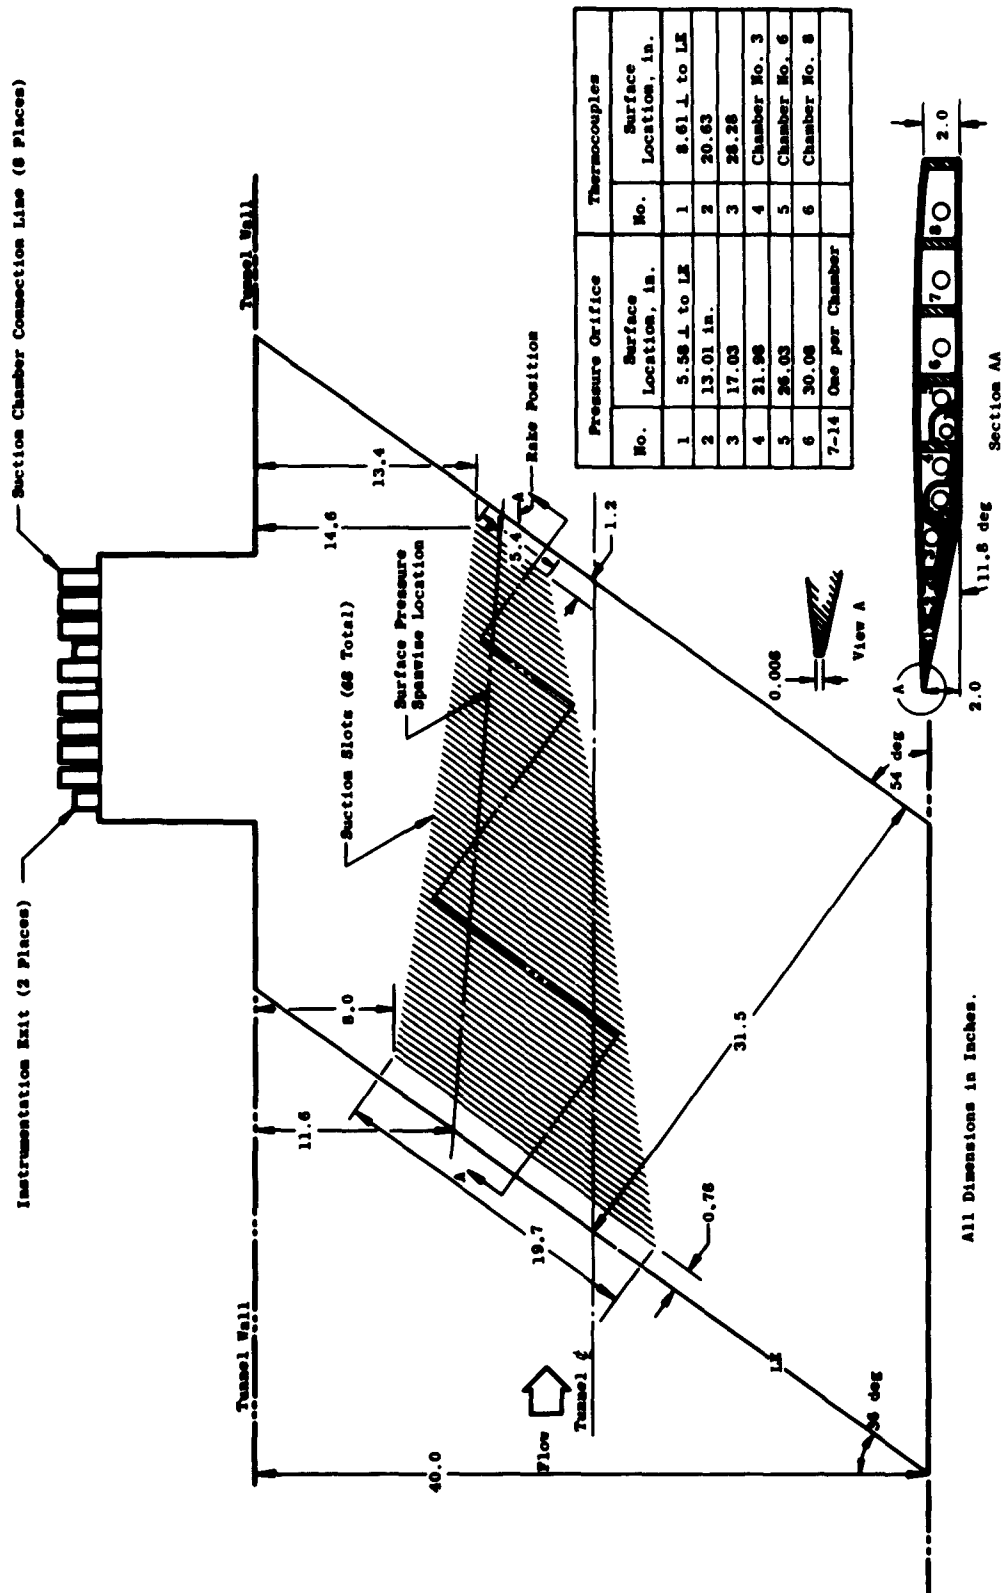 Instrumentation Exit (2 Places)
Suction Chamber Connection Line (8 Places)
Tunnel Wall
Tunnel Wall
40.0
11.6
8.0
14.6
13.4
Suction Slots (66 Total)
Surface Pressure
Spanwise Location
A
A
Rake Position
5.4
1.2
19.7
0.78
31.5
Flow
Tunnel ℄
LE
36 deg
54 deg
All Dimensions in Inches.
Pressure Orifice
Thermocouples
No.
Surface
Location, in.
No.
Surface
Location, in.
1 5.58 ⊥ to LE 1 8.61 ⊥ to LE
2 13.01 in. 2 20.63
3 17.03 3 28.28
4 21.98 4 Chamber No. 3
5 26.03 5 Chamber No. 6
6 30.08 6 Chamber No. 8
7-14 One per Chamber
0.006
View A
A
2.0
11.8 deg
2.0
3
4
6
7
8
Section AA